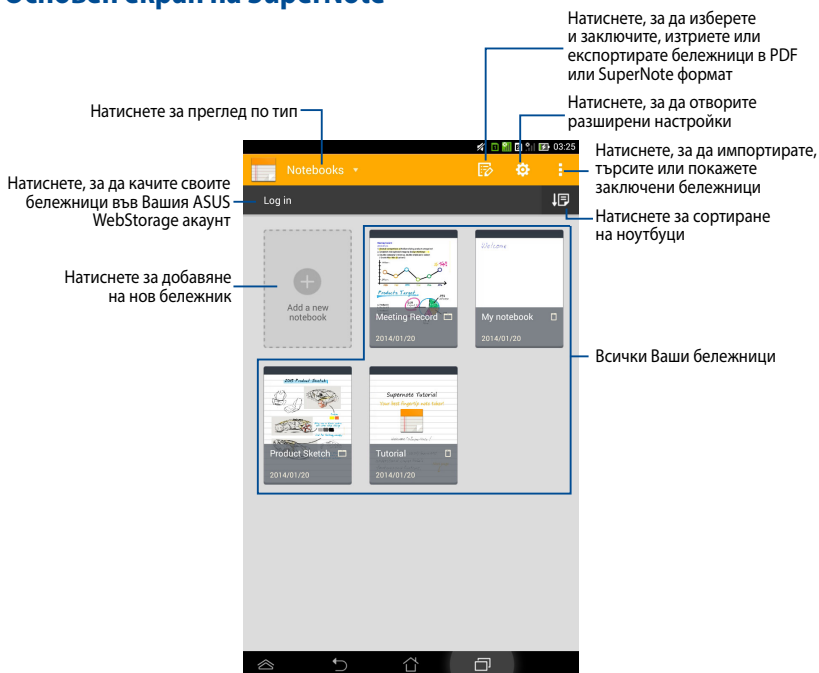 Основен екран на SuperNote
Натиснете, за да изберете
и заключите, изтриете или
експортирате бележници в PDF
или SuperNote формат
Натиснете за преглед по тип
Натиснете, за да отворите
разширени настройки
03:25
Notebooks
Натиснете, за да импортирате,
търсите или покажете
заключени бележници
Натиснете, за да качите своите
бележници във Вашия ASUS
WebStorage акаунт
Log in
Натиснете за сортиране
на ноутбуци
Натиснете за добавяне
на нов бележник
Add a new
notebook
Products Target
Meeting Record
2014/01/20
Welcome
My notebook
2014/01/20
Всички Ваши бележници
Product Sketch
2014/01/20
Supernote Tutorial
Tutorial
2014/01/20